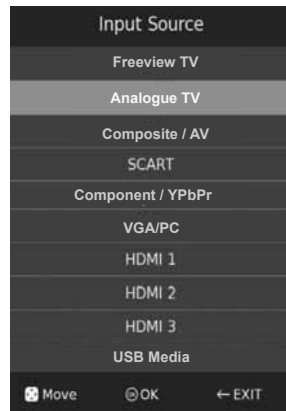 Input Source
Freeview TV
Analogue TV
Composite / AV
SCART
Component / YPbPr
VGA/PC
HDMI 1
HDMI 2
HDMI 3
USB Media
Move OK ← EXIT